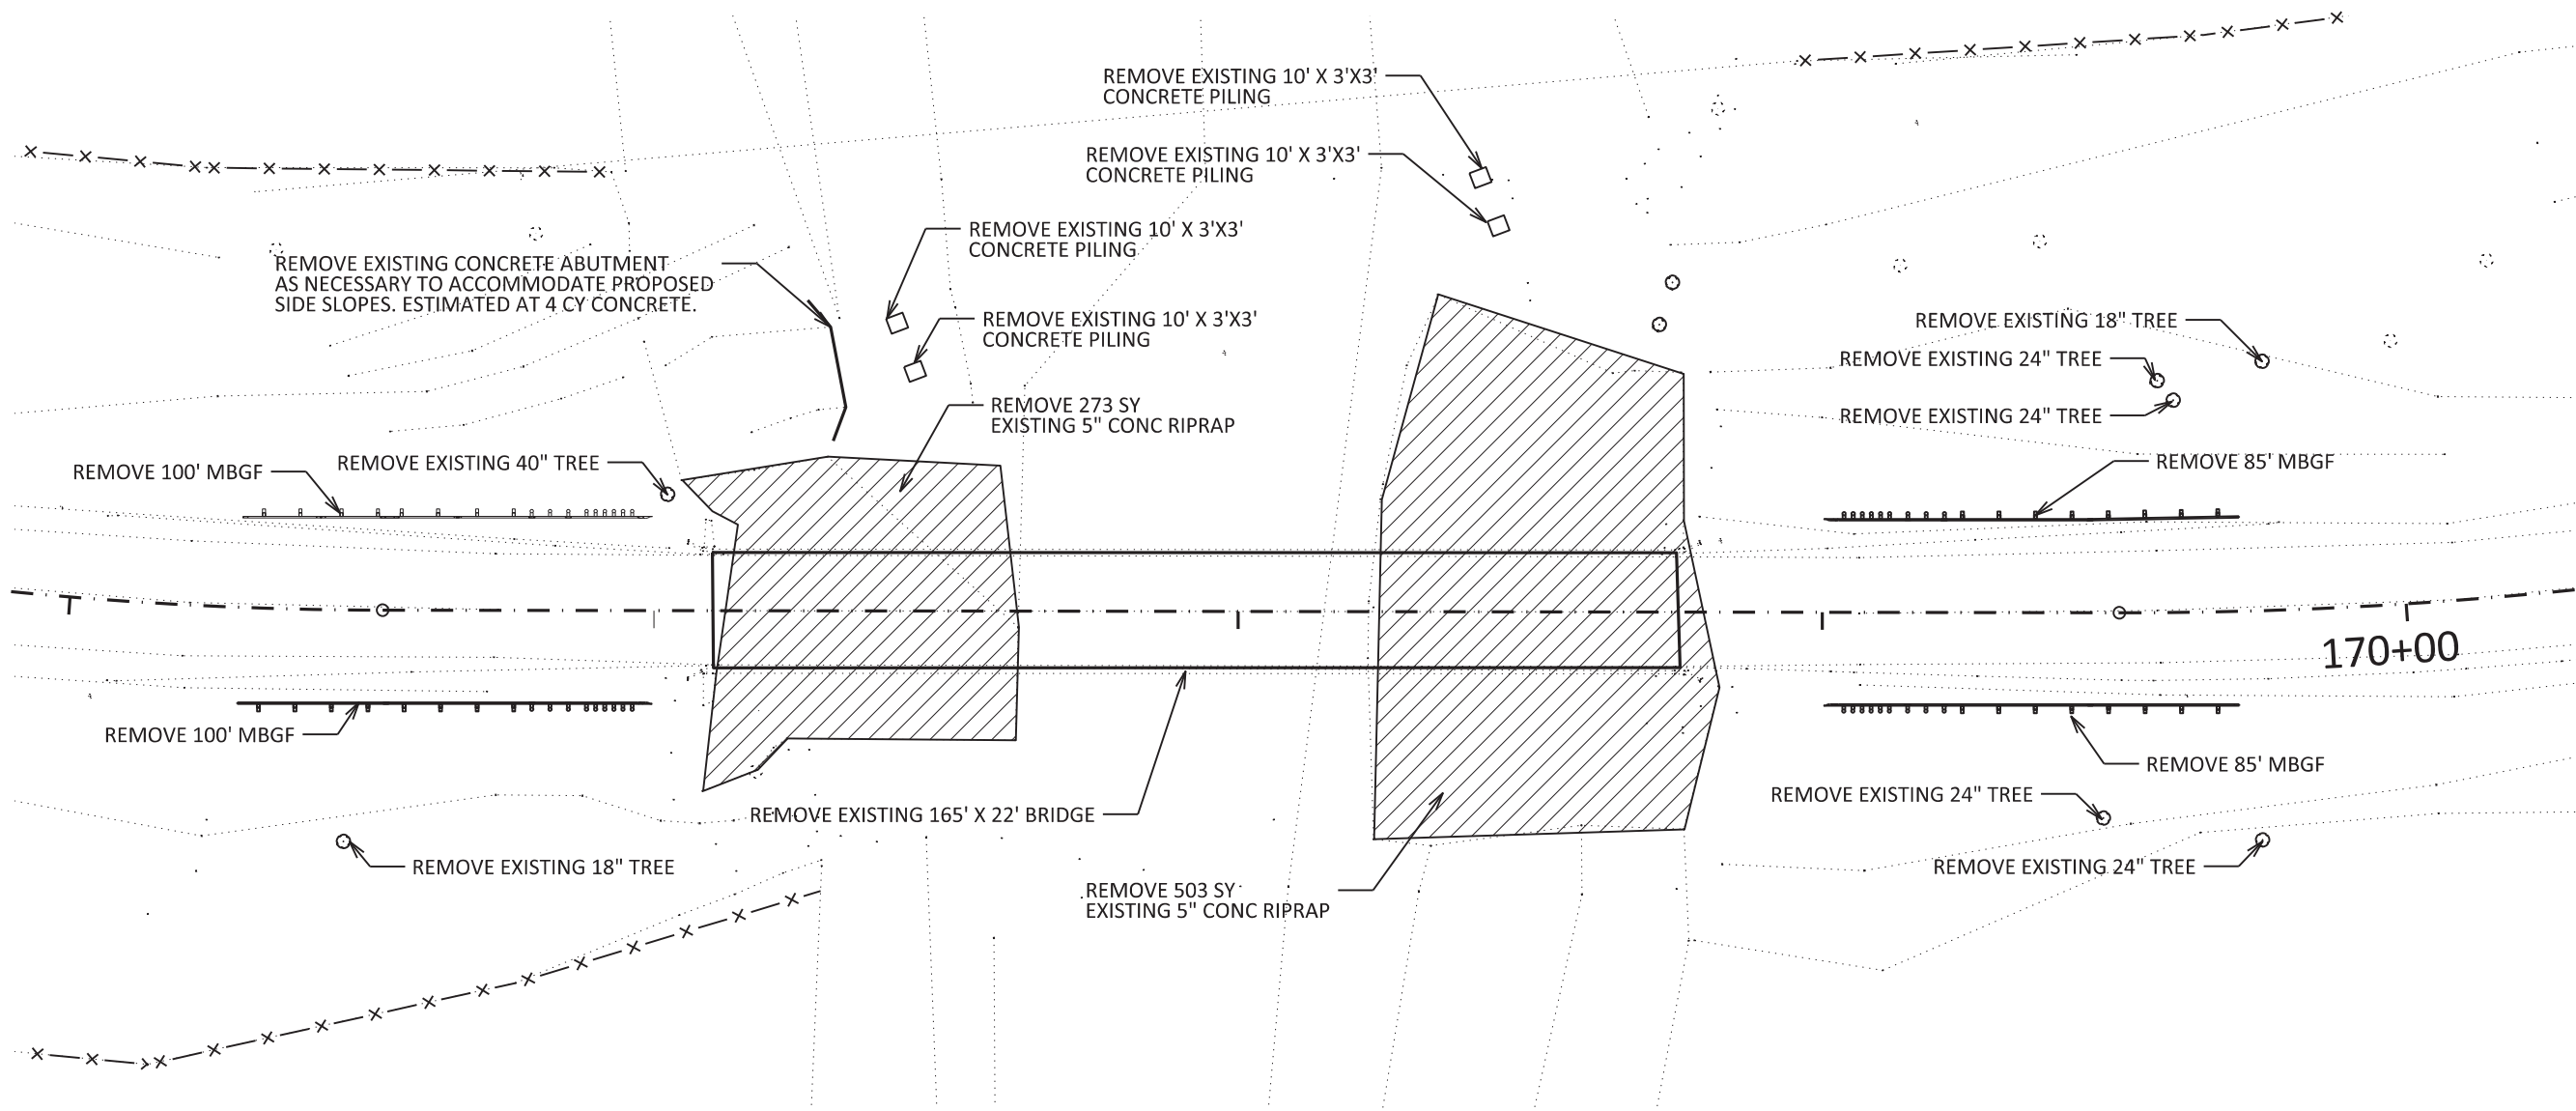 REMOVE EXISTING 10' X 3'X3'
CONCRETE PILING
REMOVE EXISTING 10' X 3'X3'
CONCRETE PILING
REMOVE EXISTING 10' X 3'X3'
CONCRETE PILING
REMOVE EXISTING CONCRETE ABUTMENT
AS NECESSARY TO ACCOMMODATE PROPOSED
SIDE SLOPES. ESTIMATED AT 4 CY CONCRETE.
REMOVE EXISTING 10' X 3'X3'
CONCRETE PILING
REMOVE EXISTING 18" TREE
REMOVE EXISTING 24" TREE
REMOVE 273 SY
EXISTING 5" CONC RIPRAP
REMOVE EXISTING 24" TREE
REMOVE 100' MBGF
REMOVE EXISTING 40" TREE
REMOVE 85' MBGF
170+00
REMOVE 100' MBGF
REMOVE 85' MBGF
REMOVE EXISTING 24" TREE
REMOVE EXISTING 165' X 22' BRIDGE
REMOVE EXISTING 18" TREE
REMOVE EXISTING 24" TREE
REMOVE 503 SY
EXISTING 5" CONC RIPRAP